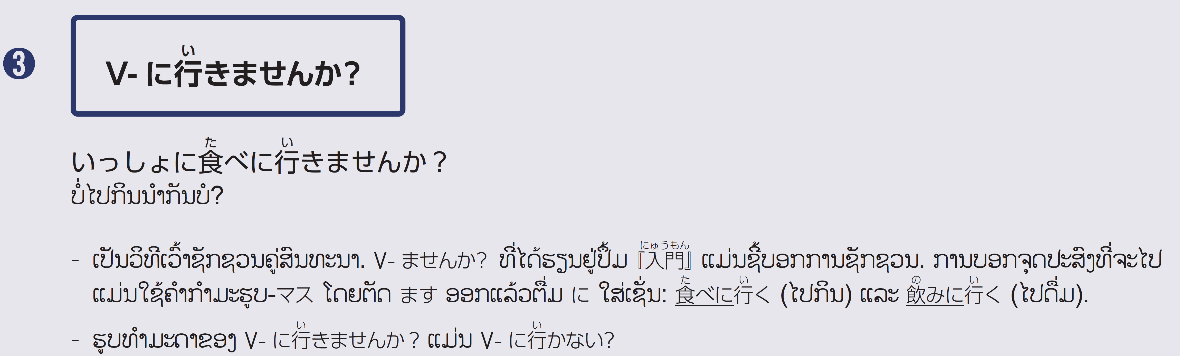 3
V- に行きませんか?
いっしょに食べに行きませんか？
ບໍ່ໄປກິນນຳກັນບໍ?
- ເປັນວິທີເວົ້າຊັກຊວນຄູ່ສົນທະນາ. V- ませんか? ທີ່ໄດ້ຮຽນຢູ່ປຶ້ມ『入門』ແມ່ນຊີ້ບອກການຊັກຊວນ. ການບອກຈຸດປະສົງທີ່ຈະໄປ
ແມ່ນໃຊ້ຄຳກຳມະຮູບ-マス ໂດຍຕັດ ます ອອກແລ້ວຕື່ມ に ໃສ່ເຊັ່ນ: 食べに行く (ໄປກິນ) ແລະ 飲みに行く (ໄປດື່ມ).
- ຮູບທຳມະດາຂອງ V- に行きませんか？ແມ່ນ V- に行かない?